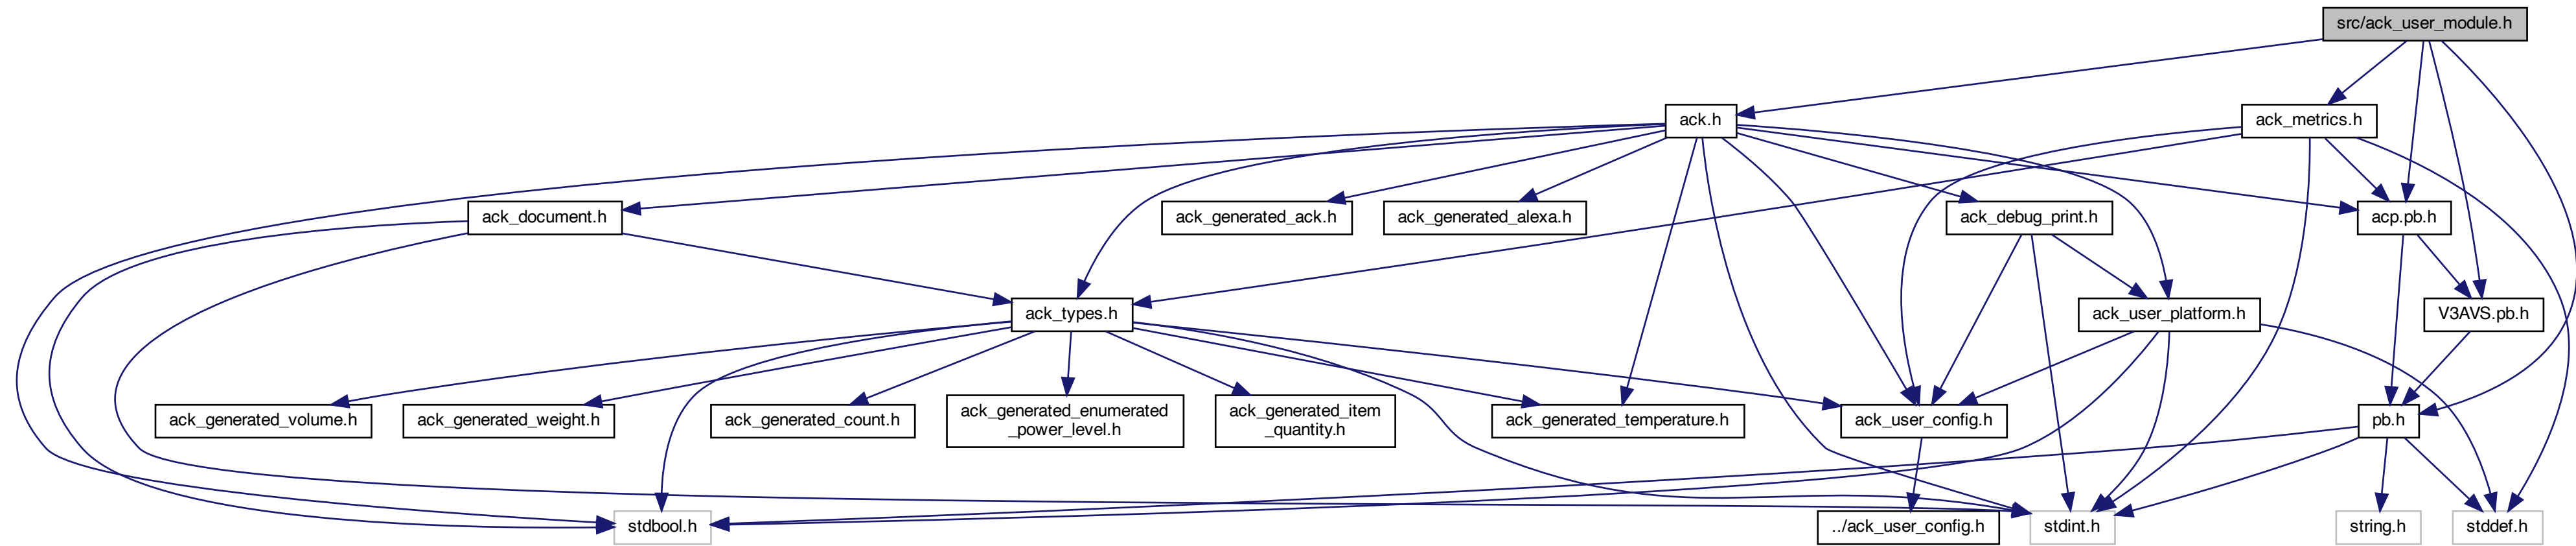 src/ack_user_module.h
ack.h
ack_metrics.h
ack_document.h
ack_generated_ack.h
ack_generated_alexa.h
ack_debug_print.h
acp.pb.h
ack_types.h
ack_user_platform.h
V3AVS.pb.h
ack_generated_volume.h
ack_generated_weight.h
ack_generated_count.h
ack_generated_enumerated
_power_level.h
ack_generated_item
_quantity.h
ack_generated_temperature.h
ack_user_config.h
pb.h
stdbool.h
../ack_user_config.h
stdint.h
string.h
stddef.h